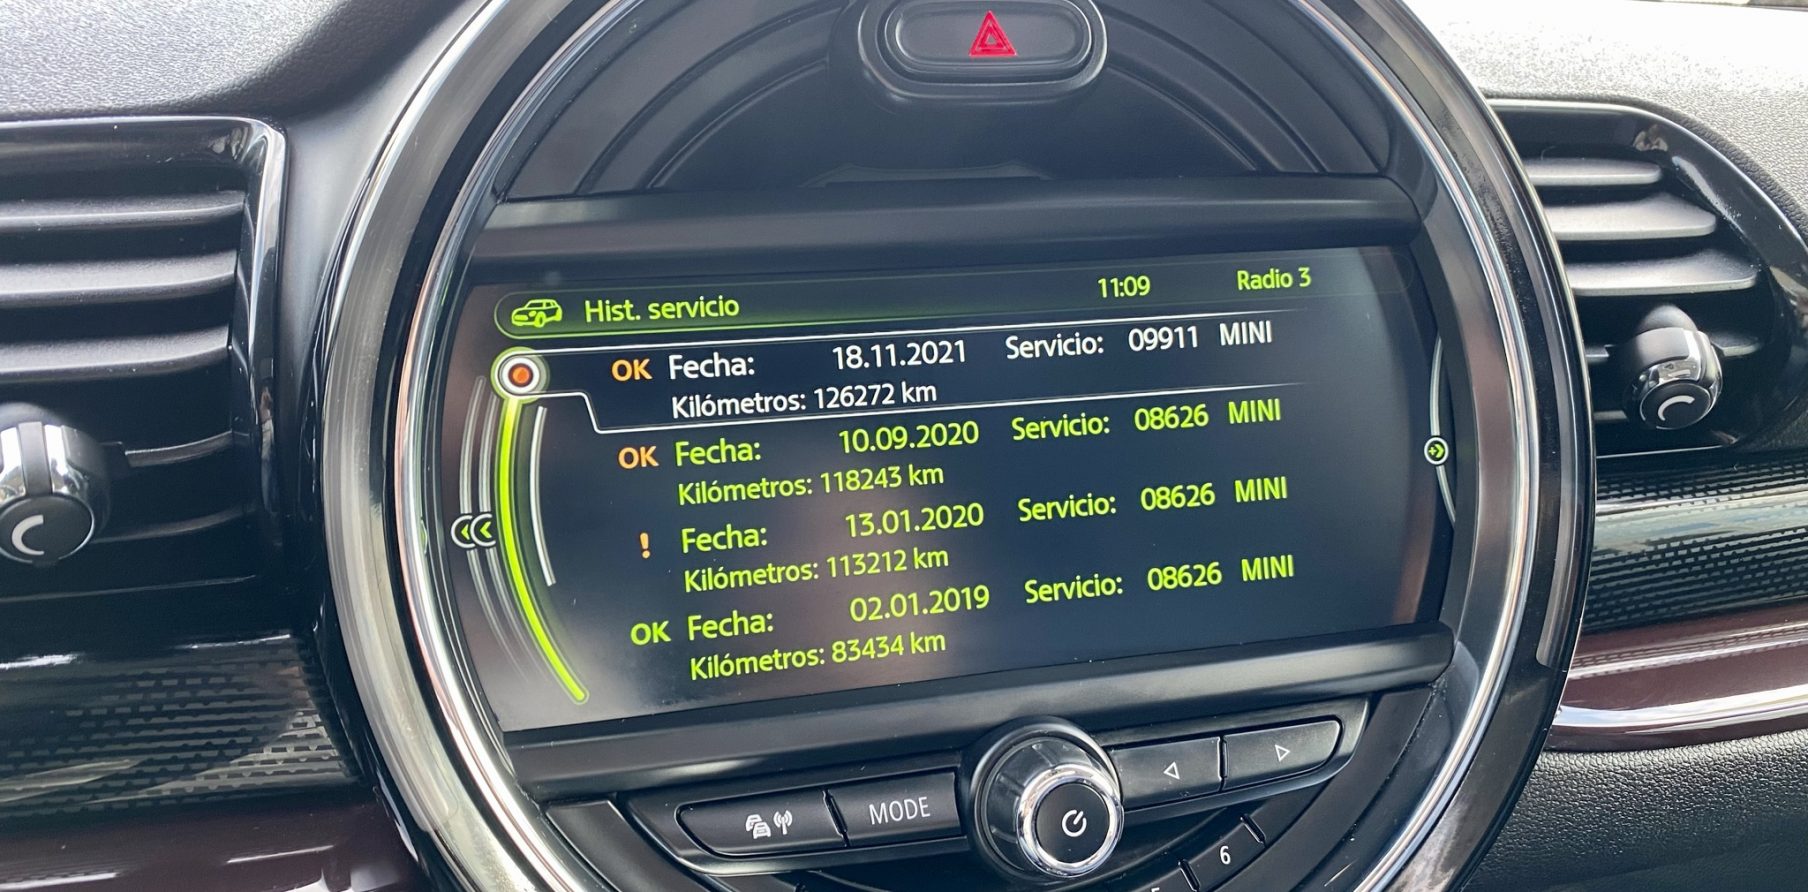 Hist. servicio 11:09 Radio 3
OK Fecha: 18.11.2021 Servicio: 09911 MINI
Kilómetros: 126272 km
OK Fecha: 10.09.2020 Servicio: 08626 MINI
Kilómetros: 118243 km
! Fecha: 13.01.2020 Servicio: 08626 MINI
Kilómetros: 113212 km
OK Fecha: 02.01.2019 Servicio: 08626 MINI
Kilómetros: 83434 km
MODE
6